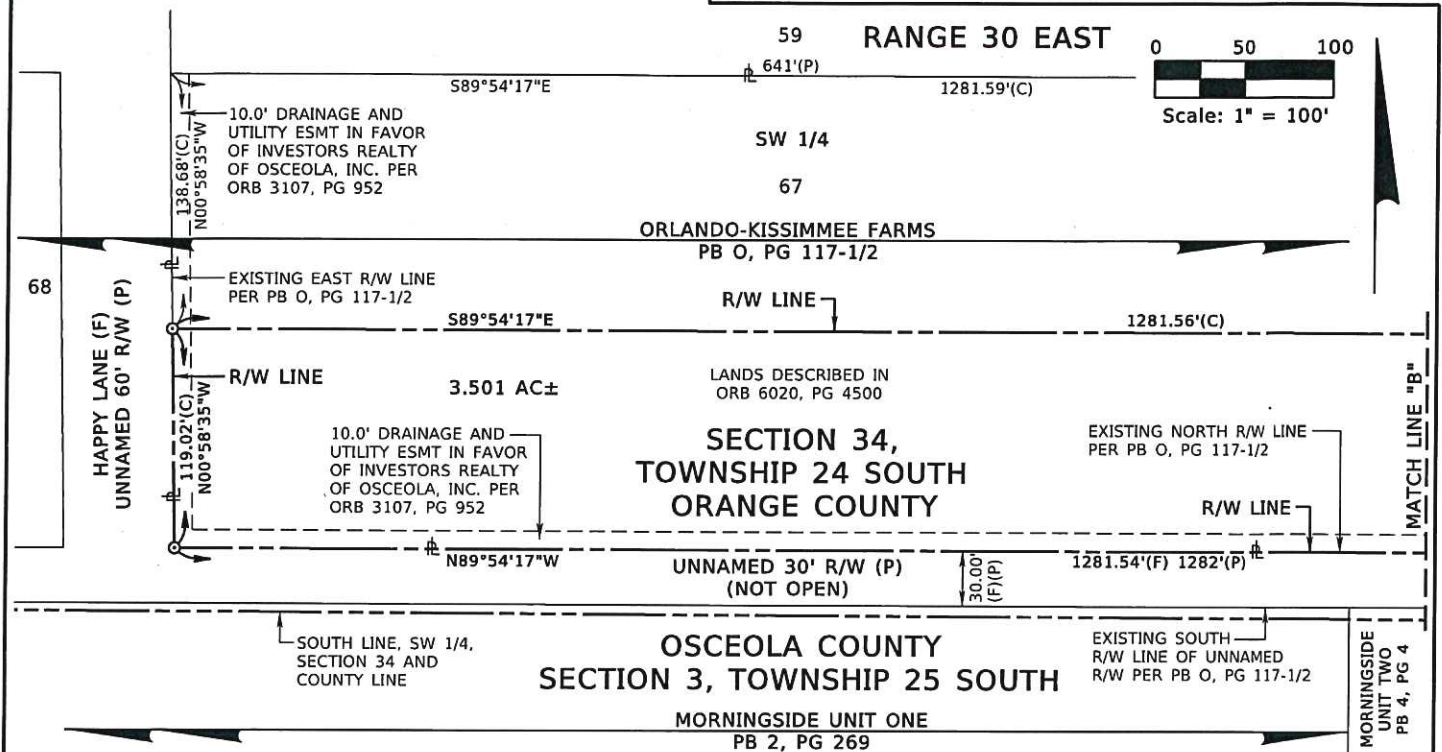 59
RANGE 30 EAST
0 50 100
Scale: 1" = 100'
641'(P)
S89°54'17"E
1281.59'(C)
10.0' DRAINAGE AND
UTILITY ESMT IN FAVOR
OF INVESTORS REALTY
OF OSCEOLA, INC. PER
ORB 3107, PG 952
138.68'(C)
N00°58'35"W
SW 1/4
67
ORLANDO-KISSIMMEE FARMS
PB O, PG 117-1/2
68
EXISTING EAST R/W LINE
PER PB O, PG 117-1/2
HAPPY LANE (F)
UNNAMED 60' R/W (P)
R/W LINE
S89°54'17"E
1281.56'(C)
R/W LINE
3.501 AC±
LANDS DESCRIBED IN
ORB 6020, PG 4500
119.02'(C)
N00°58'35"W
10.0' DRAINAGE AND
UTILITY ESMT IN FAVOR
OF INVESTORS REALTY
OF OSCEOLA, INC. PER
ORB 3107, PG 952
SECTION 34,
TOWNSHIP 24 SOUTH
ORANGE COUNTY
EXISTING NORTH R/W LINE
PER PB O, PG 117-1/2
R/W LINE
MATCH LINE "B"
N89°54'17"W
UNNAMED 30' R/W (P)
(NOT OPEN)
30.00'
(F)(P)
1281.54'(F) 1282'(P)
SOUTH LINE, SW 1/4,
SECTION 34 AND
COUNTY LINE
OSCEOLA COUNTY
SECTION 3, TOWNSHIP 25 SOUTH
EXISTING SOUTH
R/W LINE OF UNNAMED
R/W PER PB O, PG 117-1/2
MORNINGSIDE
UNIT TWO
PB 4, PG 4
MORNINGSIDE UNIT ONE
PB 2, PG 269